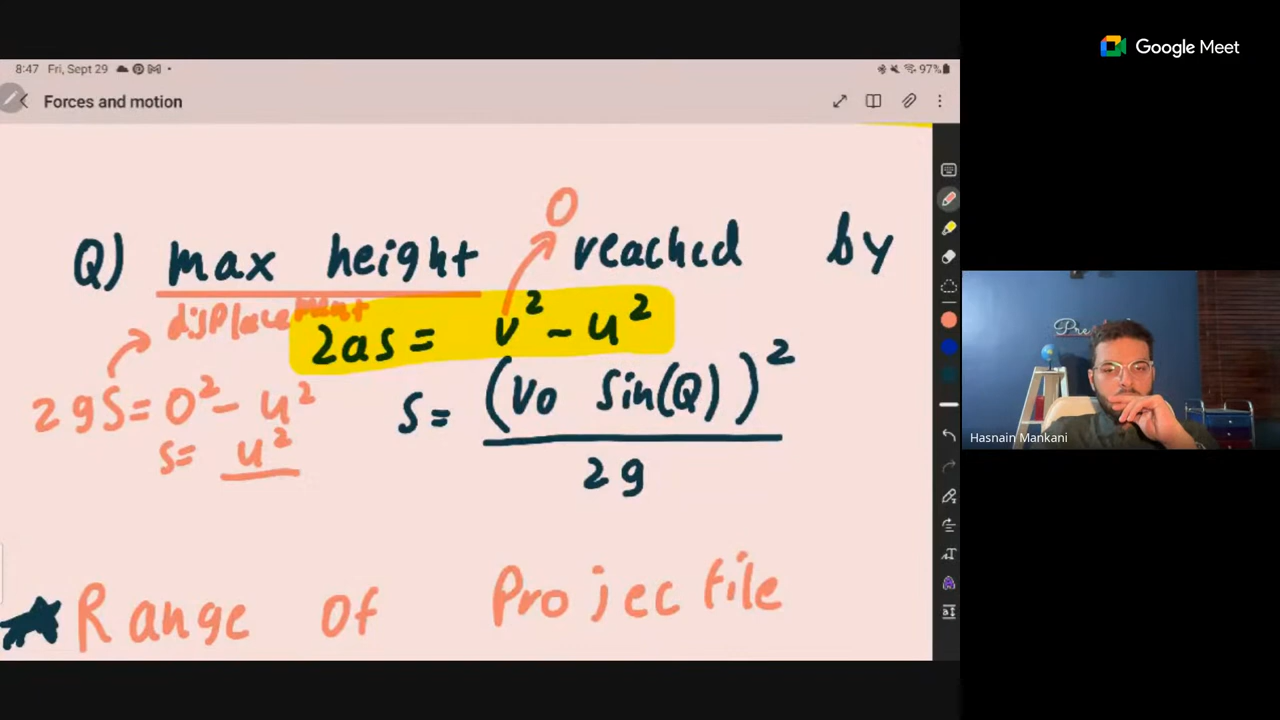 Google Meet
8:47 Fri, Sept 29
97%
Forces and motion
0
Q) max height reached by
displacement
2as = v² - u²
2gs = 0² - u²
s = u²
s = (Vo Sin(Q))²
2g
Range of Projectile
Hasnain Mankani